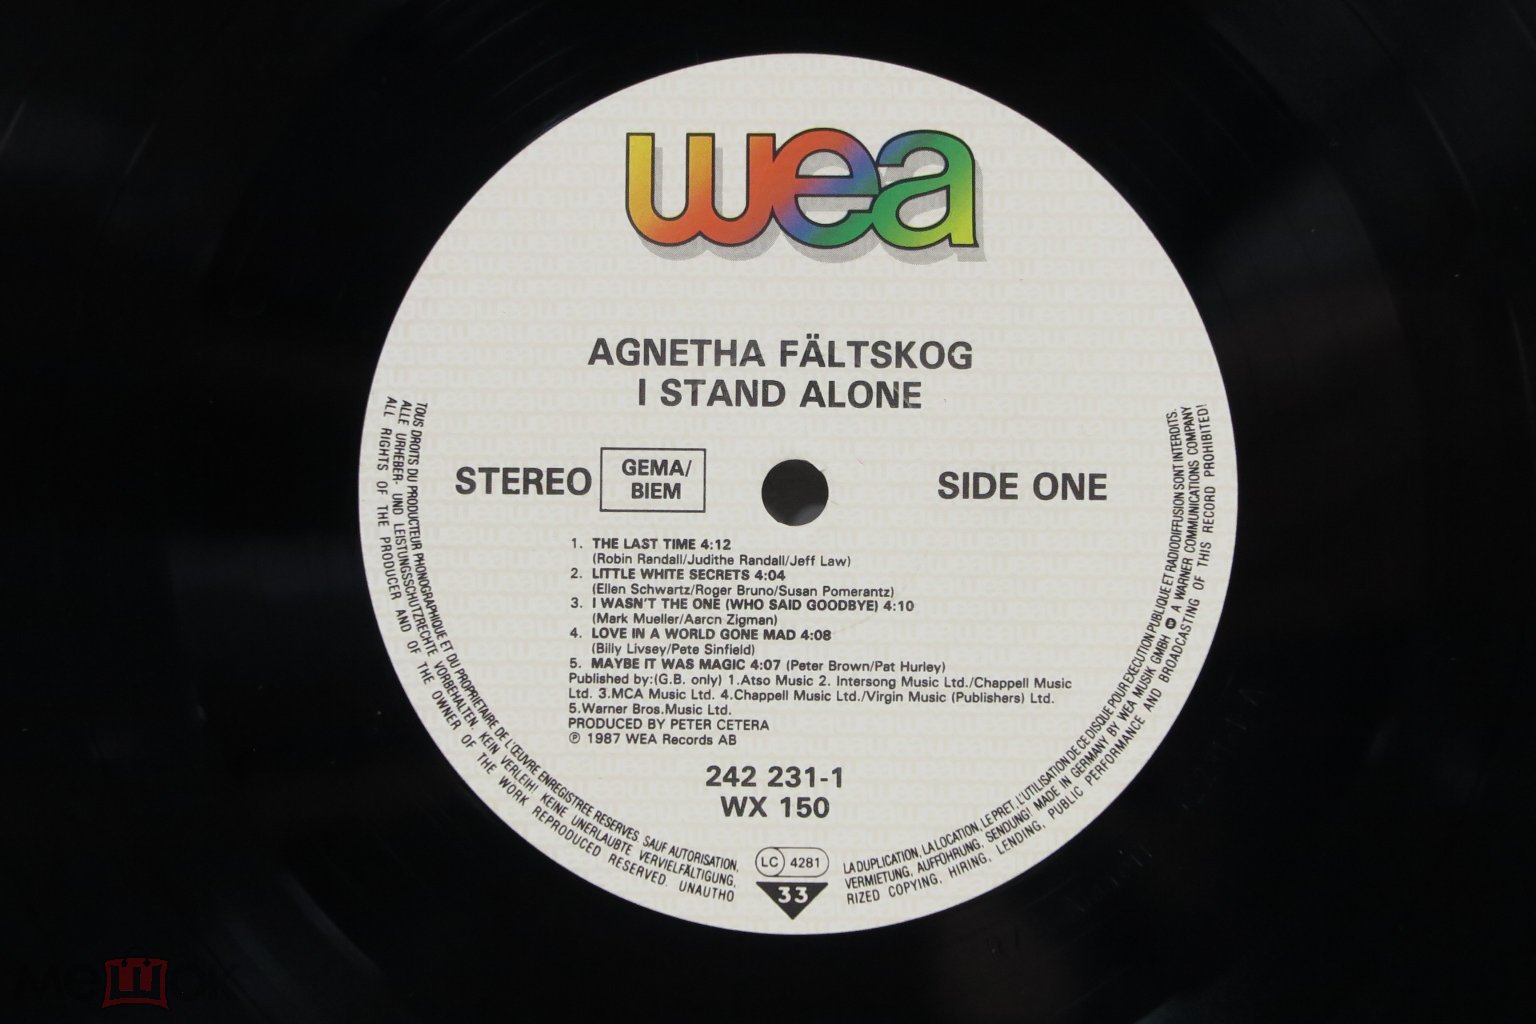 wea
AGNETHA FÄLTSKOG
I STAND ALONE
STEREO
GEMA/
BIEM
SIDE ONE
1. THE LAST TIME 4:12
(Robin Randall/Judithe Randall/Jeff Law)
2. LITTLE WHITE SECRETS 4:04
(Ellen Schwartz/Roger Bruno/Susan Pomerantz)
3. I WASN'T THE ONE (WHO SAID GOODBYE) 4:10
(Mark Mueller/Aarcn Zigman)
4. LOVE IN A WORLD GONE MAD 4:08
(Billy Livsey/Pete Sinfield)
5. MAYBE IT WAS MAGIC 4:07 (Peter Brown/Pat Hurley)
Published by:(G.B. only) 1.Atso Music 2. Intersong Music Ltd./Chappell Music
Ltd. 3.MCA Music Ltd. 4.Chappell Music Ltd./Virgin Music (Publishers) Ltd.
5.Warner Bros.Music Ltd.
PRODUCED BY PETER CETERA
℗ 1987 WEA Records AB
242 231-1
WX 150
LC 4281
33
TOUS DROITS DU PRODUCTEUR PHONOGRAPHIQUE ET DU PROPRIETAIRE DE L'ŒUVRE ENREGISTREE RESERVES. SAUF AUTORISATION,
LA DUPLICATION, LA LOCATION, LE PRET, L'UTILISATION DE CE DISQUE POUR EXECUTION PUBLIQUE ET RADIODIFFUSION SONT INTERDITS.
ALLE URHEBER- UND LEISTUNGSSCHUTZRECHTE VORBEHALTEN. KEIN VERLEIH! KEINE UNERLAUBTE VERVIELFÄLTIGUNG,
VERMIETUNG, AUFFÜHRUNG, SENDUNG! MADE IN GERMANY BY WEA MUSIK GMBH A WARNER COMMUNICATIONS COMPANY
ALL RIGHTS OF THE PRODUCER AND OF THE OWNER OF THE WORK REPRODUCED RESERVED. UNAUTHO
RIZED COPYING, HIRING, LENDING, PUBLIC PERFORMANCE AND BROADCASTING OF THIS RECORD PROHIBITED!
мешок